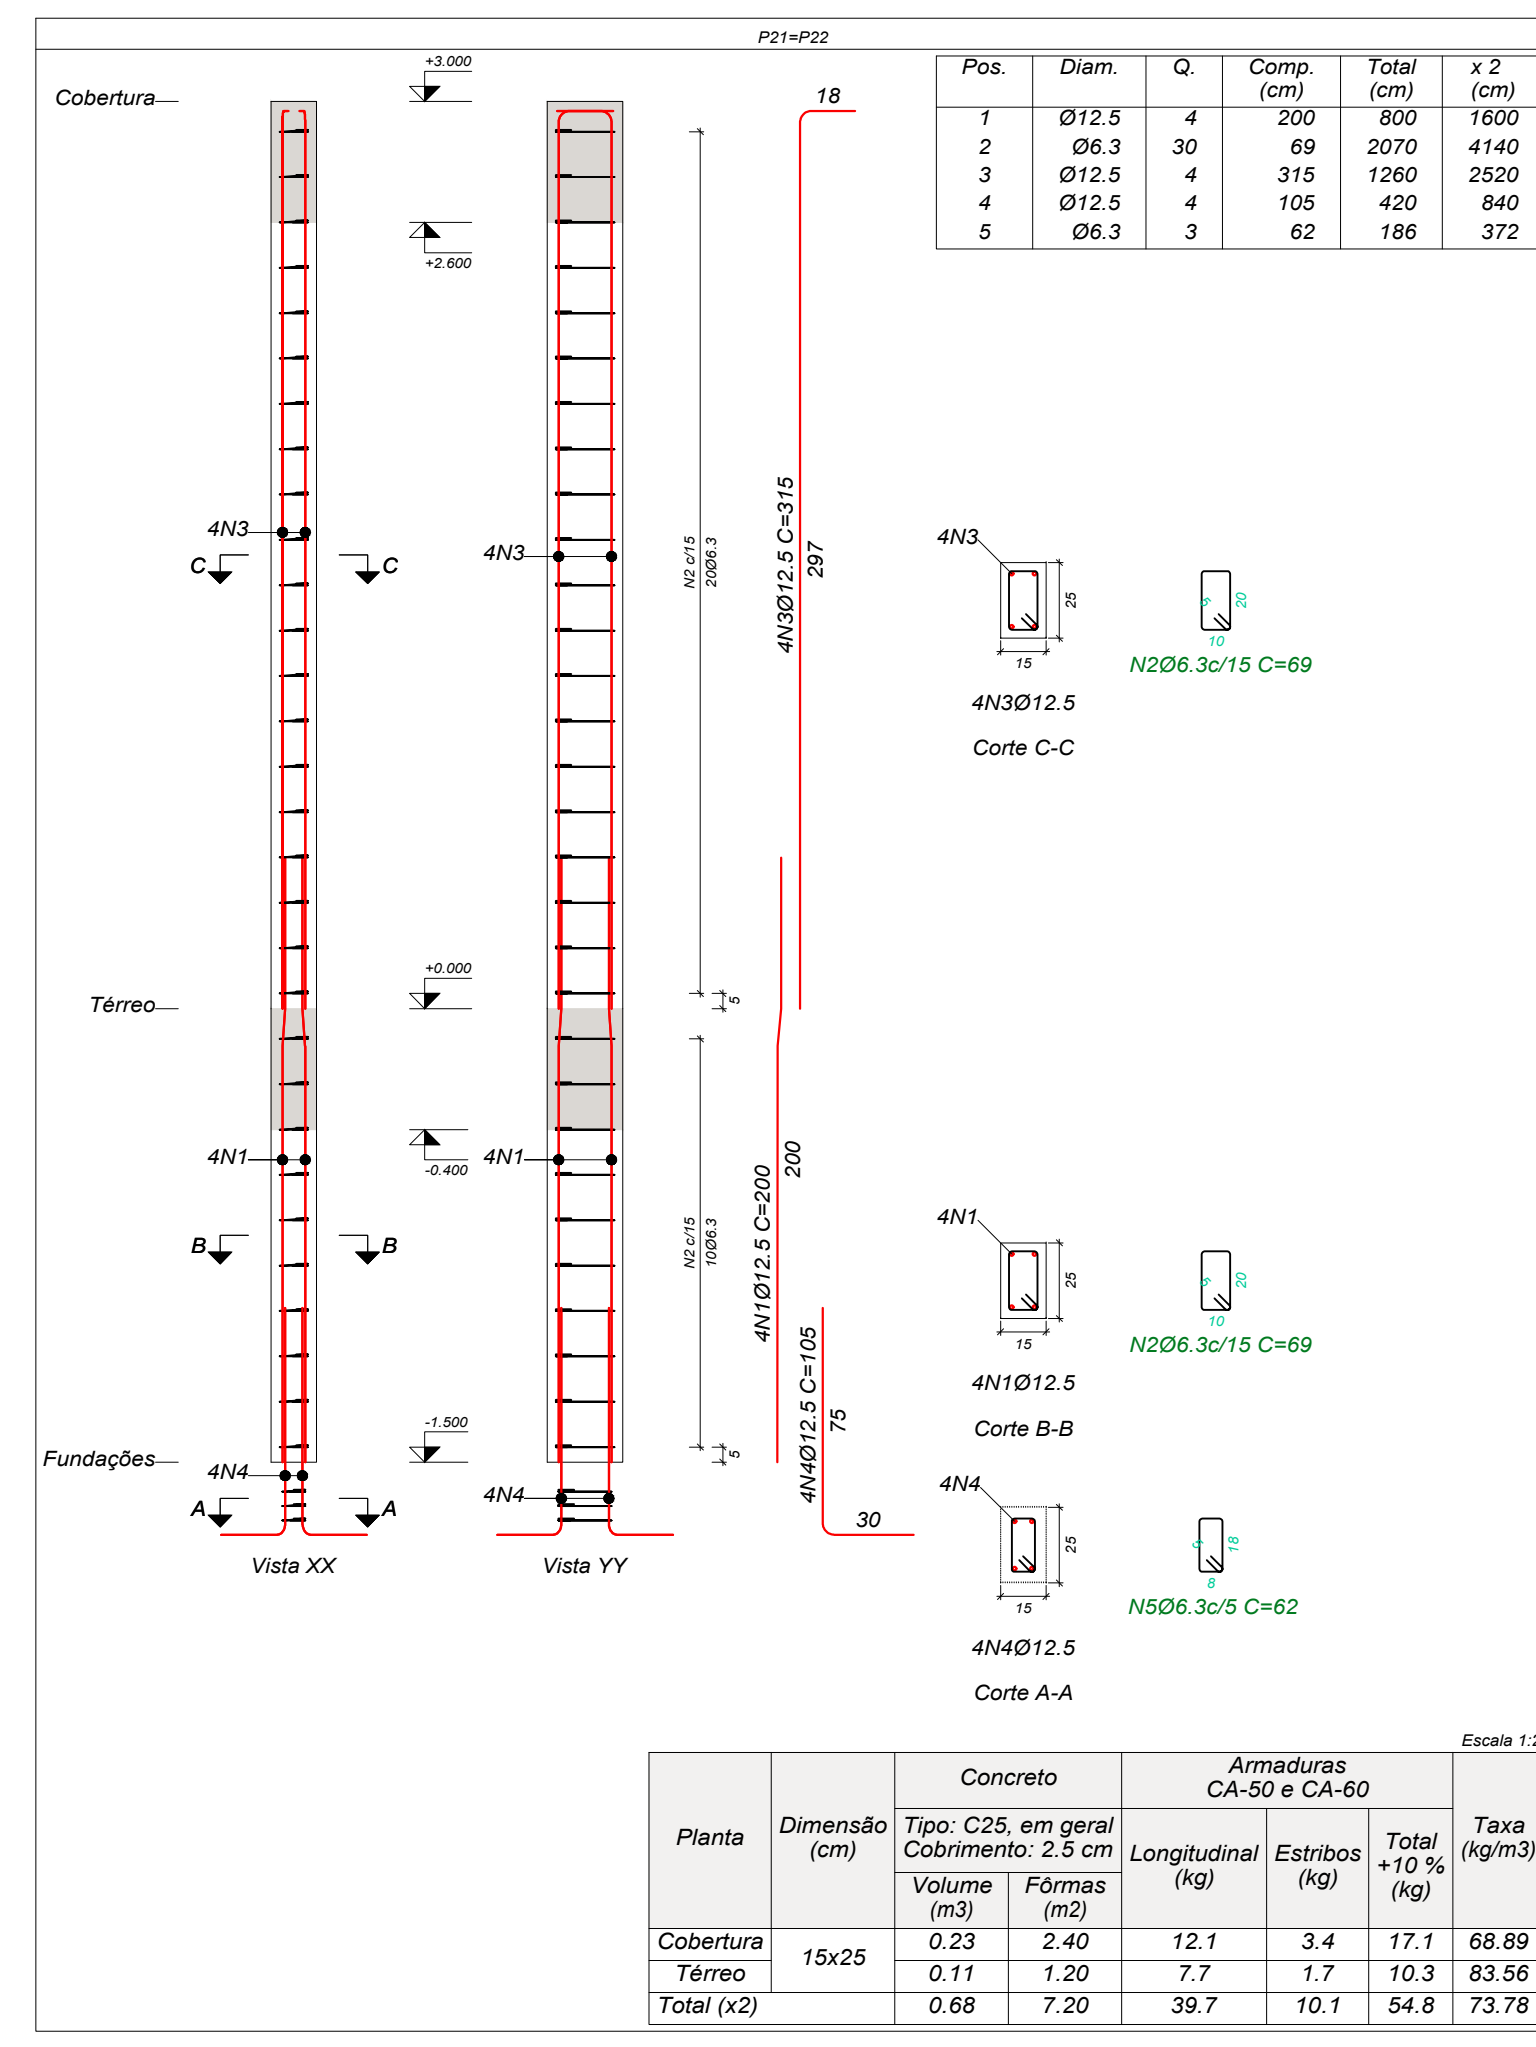 P21=P22
Pos. Diam. Q. Comp. (cm) Total (cm) x 2 (cm)
1 Ø12.5 4 200 800 1600
2 Ø6.3 30 69 2070 4140
3 Ø12.5 4 315 1260 2520
4 Ø12.5 4 105 420 840
5 Ø6.3 3 62 186 372
Cobertura
+3.000
18
+2.600
4N3
C C
4N3
N2 c/15
20Ø6.3
4N3Ø12.5 C=315
297
4N3
25
15
4N3Ø12.5
Corte C-C
5
20
10
N2Ø6.3c/15 C=69
Térreo
+0.000
5
4N1
4N1
-0.400
B B
N2 c/15
10Ø6.3
4N1Ø12.5 C=200
200
4N1
25
15
4N1Ø12.5
Corte B-B
5
20
10
N2Ø6.3c/15 C=69
Fundações
-1.500
5
4N4
4N4
A A
4N4Ø12.5 C=105
75
30
Vista XX
Vista YY
4N4
25
15
4N4Ø12.5
Corte A-A
18
8
N5Ø6.3c/5 C=62
Escala 1:2
Planta
Dimensão
(cm)
Concreto
Armaduras
CA-50 e CA-60
Taxa
(kg/m3)
Tipo: C25, em geral
Cobrimento: 2.5 cm
Longitudinal
(kg)
Estribos
(kg)
Total
+10 %
(kg)
Volume
(m3)
Fôrmas
(m2)
Cobertura 15x25 0.23 2.40 12.1 3.4 17.1 68.89
Térreo 0.11 1.20 7.7 1.7 10.3 83.56
Total (x2) 0.68 7.20 39.7 10.1 54.8 73.78